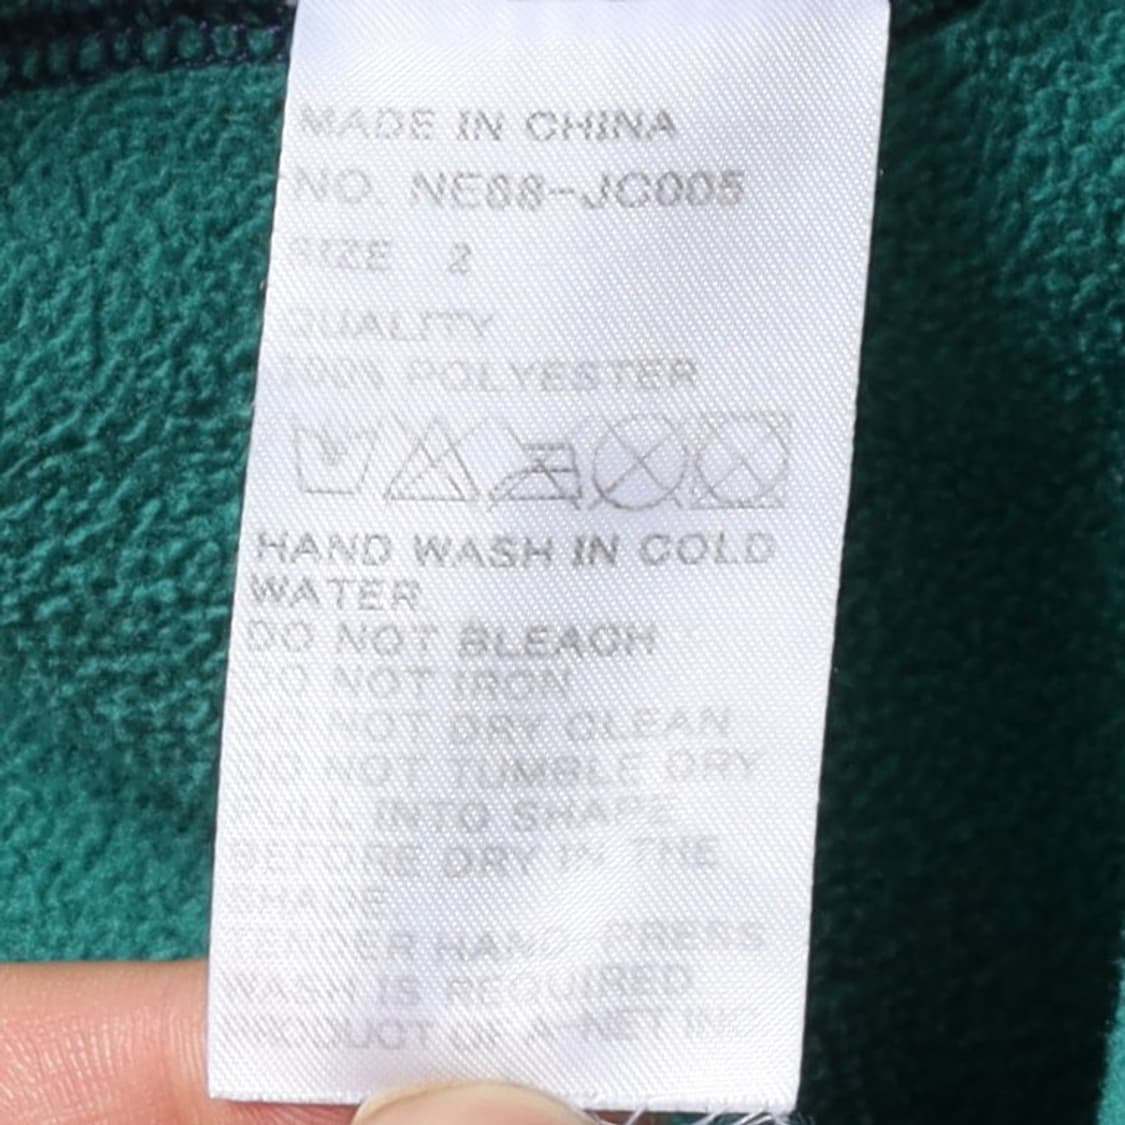 MADE IN CHINA
NO. NE88-JC005
SIZE 2
QUALITY
100% POLYESTER
HAND WASH IN COLD
WATER
DO NOT BLEACH
DO NOT IRON
DO NOT DRY CLEAN
DO NOT TUMBLE DRY
PULL INTO SHAPE
BEFORE DRY IN THE
SHADE
TENDER HAND PRESS
WASH IS REQUIRED
PRODUCT OF A-NET INC